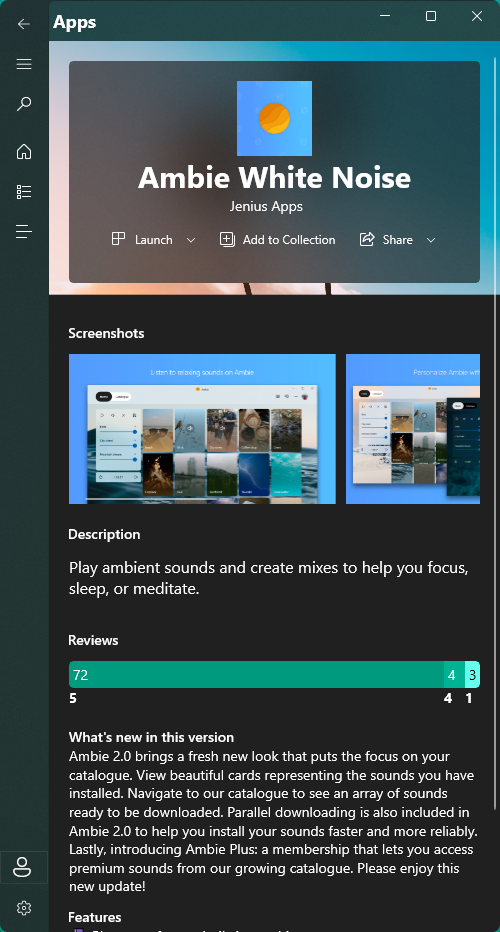 Apps
Ambie White Noise
Jenius Apps
Launch
Add to Collection
Share
Screenshots
Listen to relaxing sounds on Ambie
Personalize Ambie with
Description
Play ambient sounds and create mixes to help you focus,
sleep, or meditate.
Reviews
72 4 3
5 4 1
What's new in this version
Ambie 2.0 brings a fresh new look that puts the focus on your
catalogue. View beautiful cards representing the sounds you have
installed. Navigate to our catalogue to see an array of sounds
ready to be downloaded. Parallel downloading is also included in
Ambie 2.0 to help you install your sounds faster and more reliably.
Lastly, introducing Ambie Plus: a membership that lets you access
premium sounds from our growing catalogue. Please enjoy this
new update!
Features